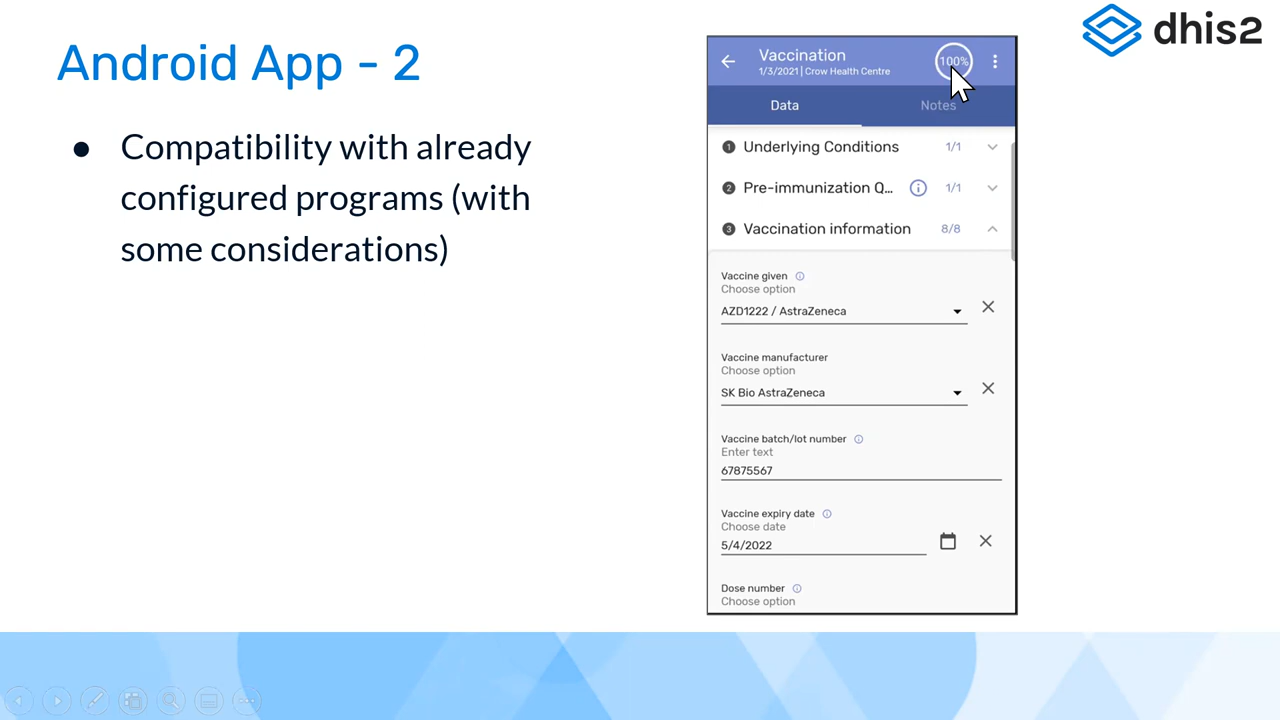 Android App - 2
dhis2
● Compatibility with already
configured programs (with
some considerations)
Vaccination
1/3/2021 | Crow Health Centre
100%
Data
Notes
1 Underlying Conditions 1/1
2 Pre-immunization Q... 1/1
3 Vaccination information 8/8
Vaccine given
Choose option
AZD1222 / AstraZeneca
Vaccine manufacturer
Choose option
SK Bio AstraZeneca
Vaccine batch/lot number
Enter text
67875567
Vaccine expiry date
Choose date
5/4/2022
Dose number
Choose option